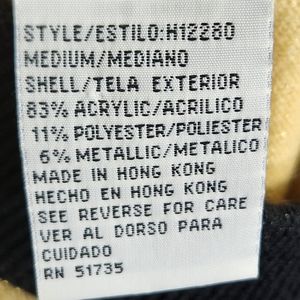 STYLE/ESTILO:H12280
MEDIUM/MEDIANO
SHELL/TELA EXTERIOR
83% ACRYLIC/ACRILICO
11% POLYESTER/POLIESTER
6% METALLIC/METALICO
MADE IN HONG KONG
HECHO EN HONG KONG
SEE REVERSE FOR CARE
VER AL DORSO PARA
CUIDADO
RN 51735